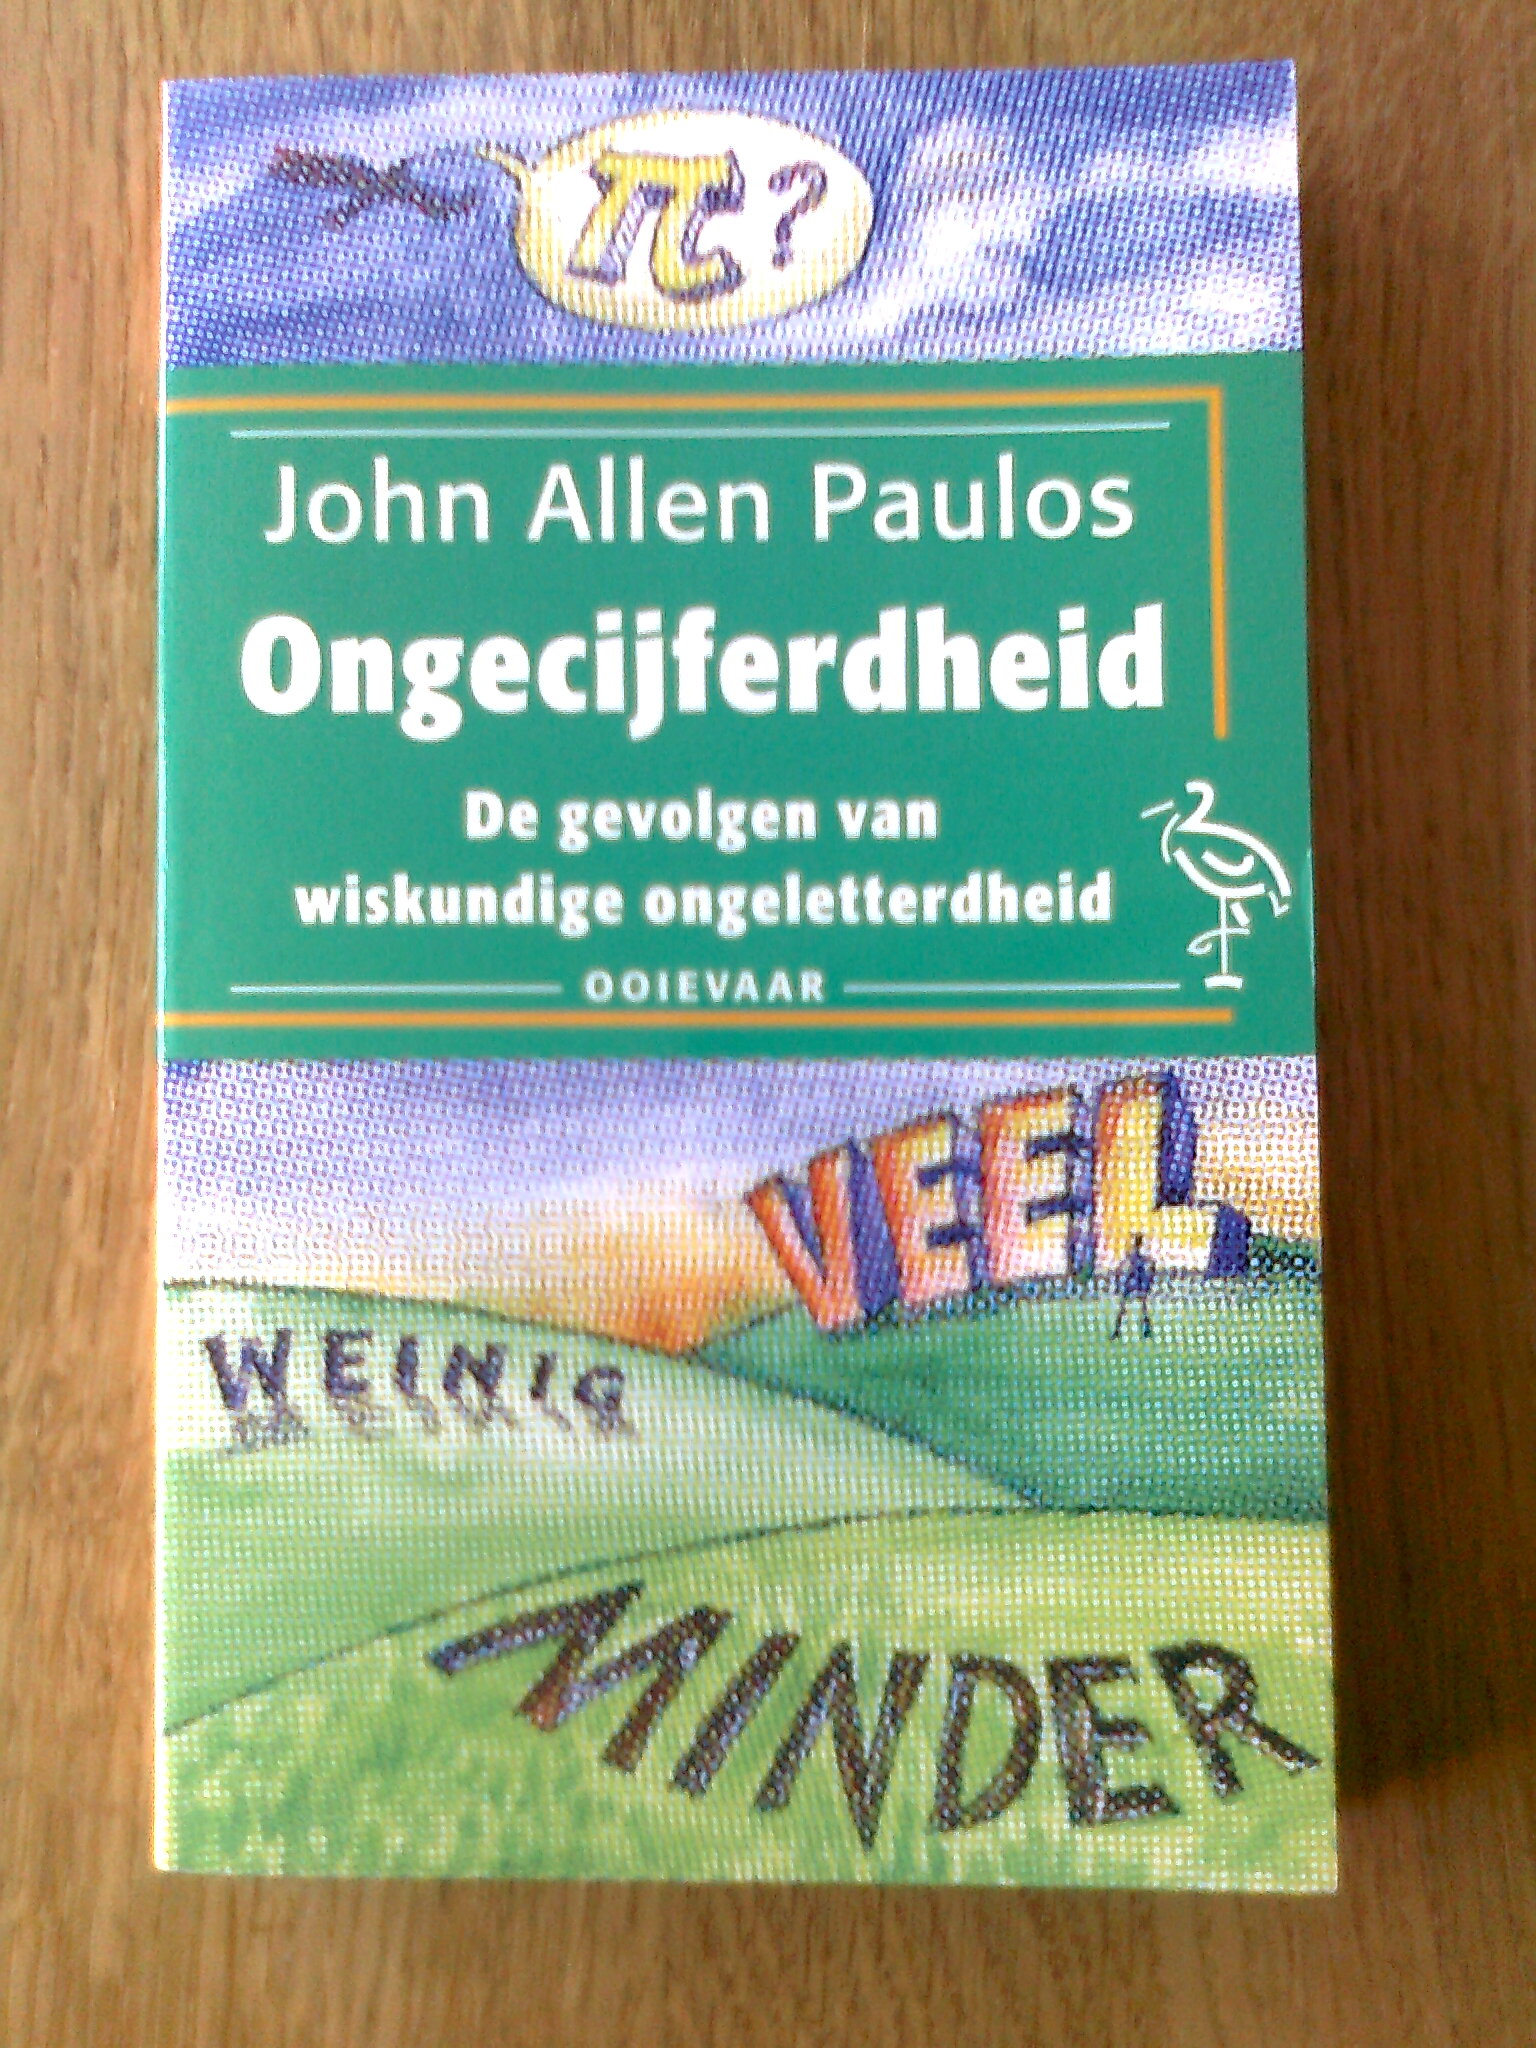 π?
John Allen Paulos
Ongecijferdheid
De gevolgen van
wiskundige ongeletterdheid
OOIEVAAR
VEEL
WEINIG
MINDER